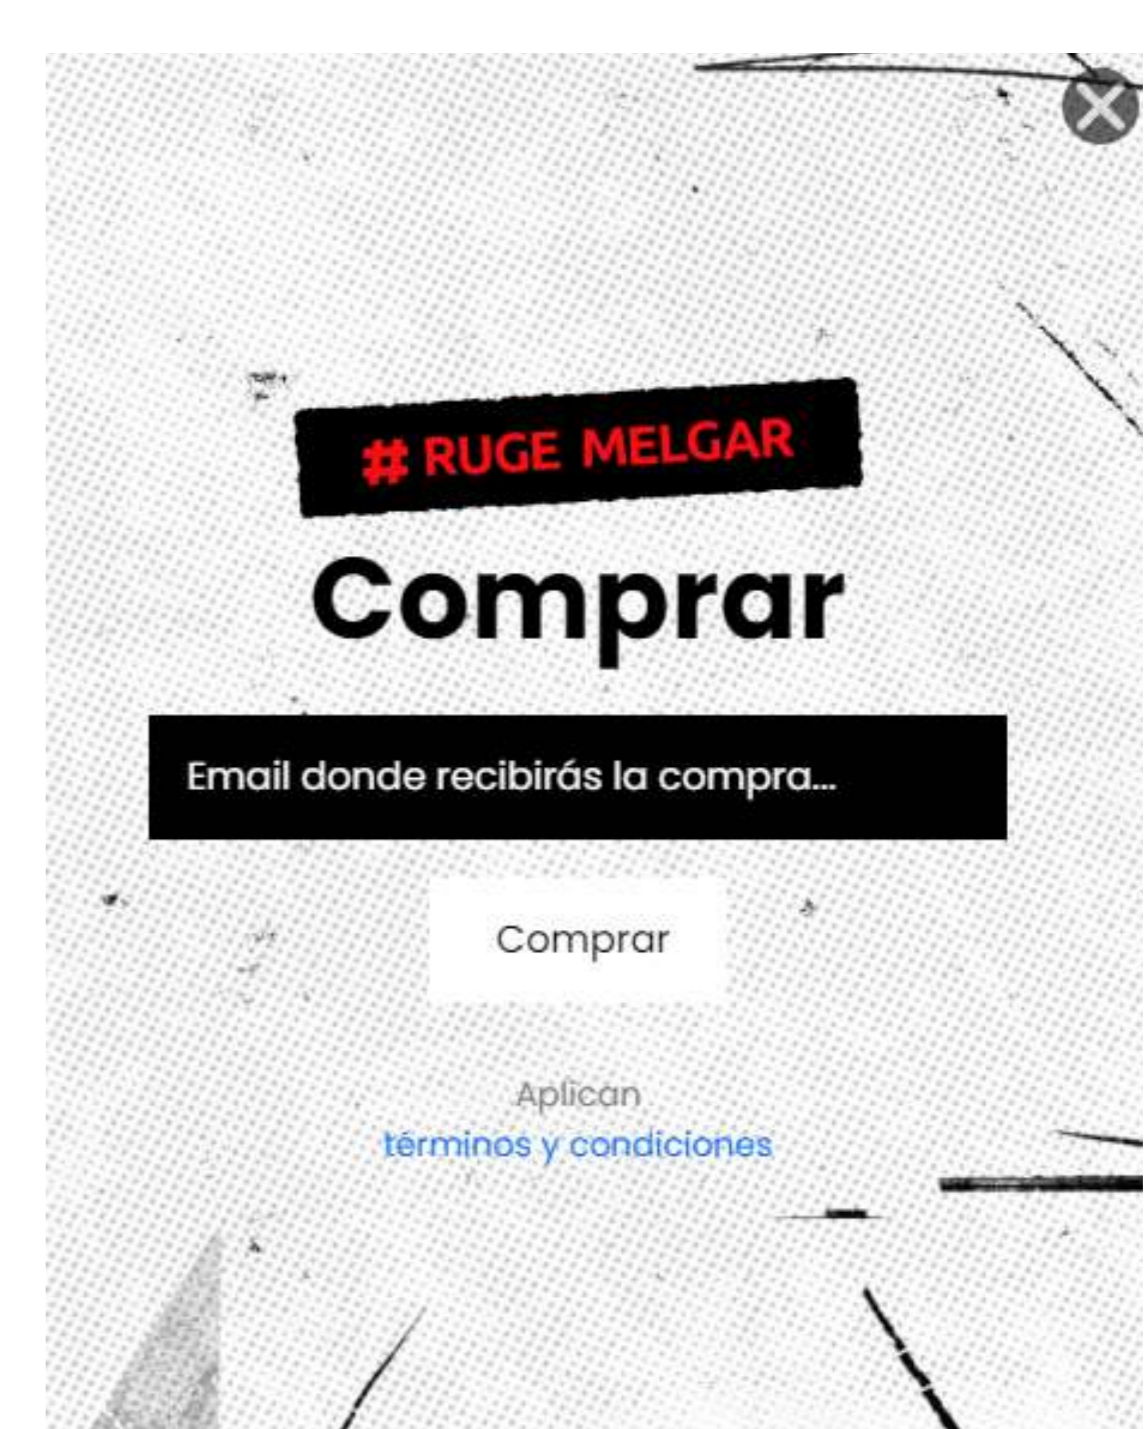 # RUGE MELGAR
Comprar
Email donde recibirás la compra...
Comprar
Aplican
términos y condiciones